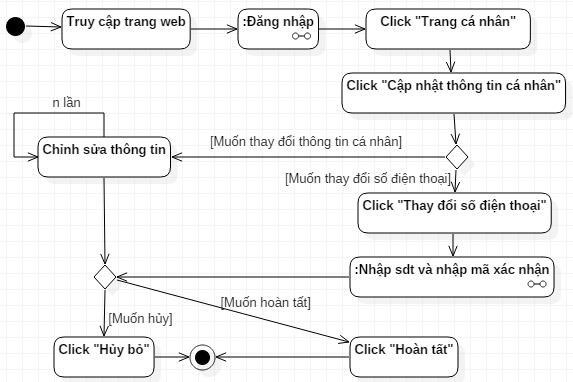 Truy cập trang web
:Đăng nhập
Click "Trang cá nhân"
Click "Cập nhật thông tin cá nhân"
n lần
[Muốn thay đổi thông tin cá nhân]
Chỉnh sửa thông tin
[Muốn thay đổi số điện thoại]
Click "Thay đổi số điện thoại"
:Nhập sdt và nhập mã xác nhận
[Muốn hoàn tất]
[Muốn hủy]
Click "Hủy bỏ"
Click "Hoàn tất"